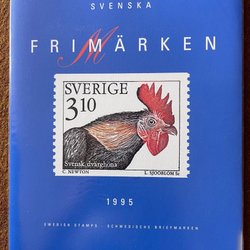 SVENSKA
FRIMÄRKEN
SVERIGE
3.10
Svensk dvärghöna
C. NEWTON
L. SJÖÖBLOM Sc
1995
SWEDISH STAMPS · SCHWEDISCHE BRIEFMARKEN